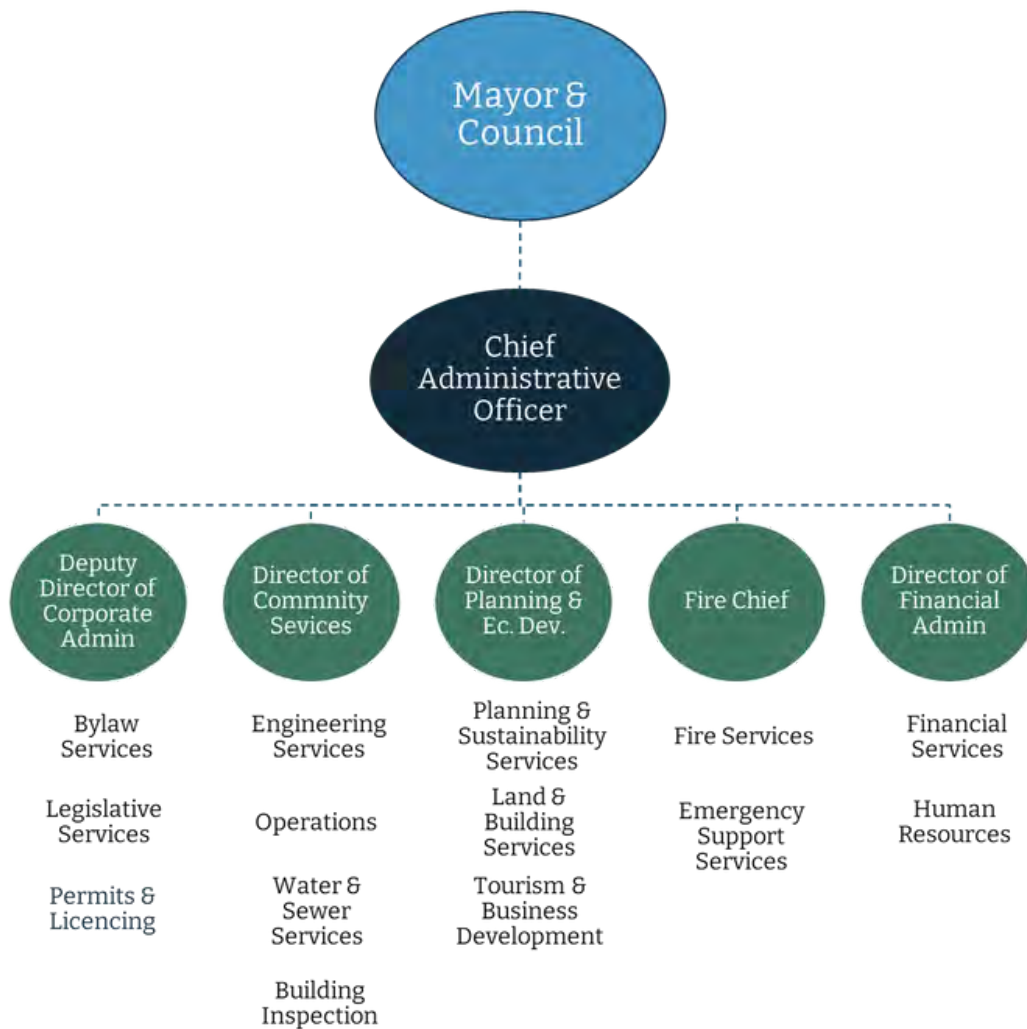 Mayor &
Council
Chief
Administrative
Officer
Deputy
Director of
Corporate
Admin
Director of
Commnity
Sevices
Director of
Planning &
Ec. Dev.
Fire Chief
Director of
Financial
Admin
Bylaw
Services
Legislative
Services
Permits &
Licencing
Engineering
Services
Operations
Water &
Sewer
Services
Building
Inspection
Planning &
Sustainability
Services
Land &
Building
Services
Tourism &
Business
Development
Fire Services
Emergency
Support
Services
Financial
Services
Human
Resources